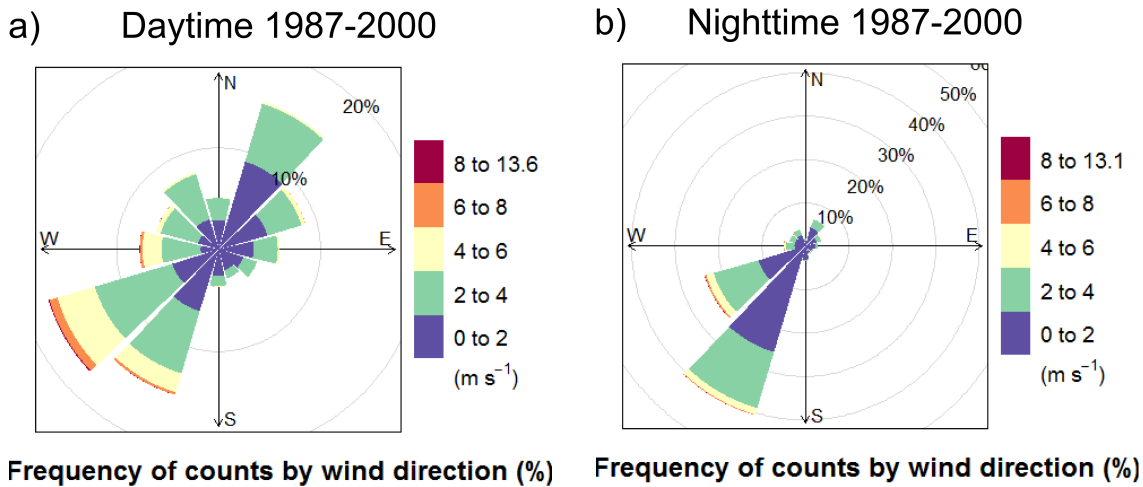 a) Daytime 1987-2000
N
20%
10%
W
E
S
8 to 13.6
6 to 8
4 to 6
2 to 4
0 to 2
(m s⁻¹)
Frequency of counts by wind direction (%)
b) Nighttime 1987-2000
N
50%
40%
30%
20%
10%
W
E
S
8 to 13.1
6 to 8
4 to 6
2 to 4
0 to 2
(m s⁻¹)
Frequency of counts by wind direction (%)